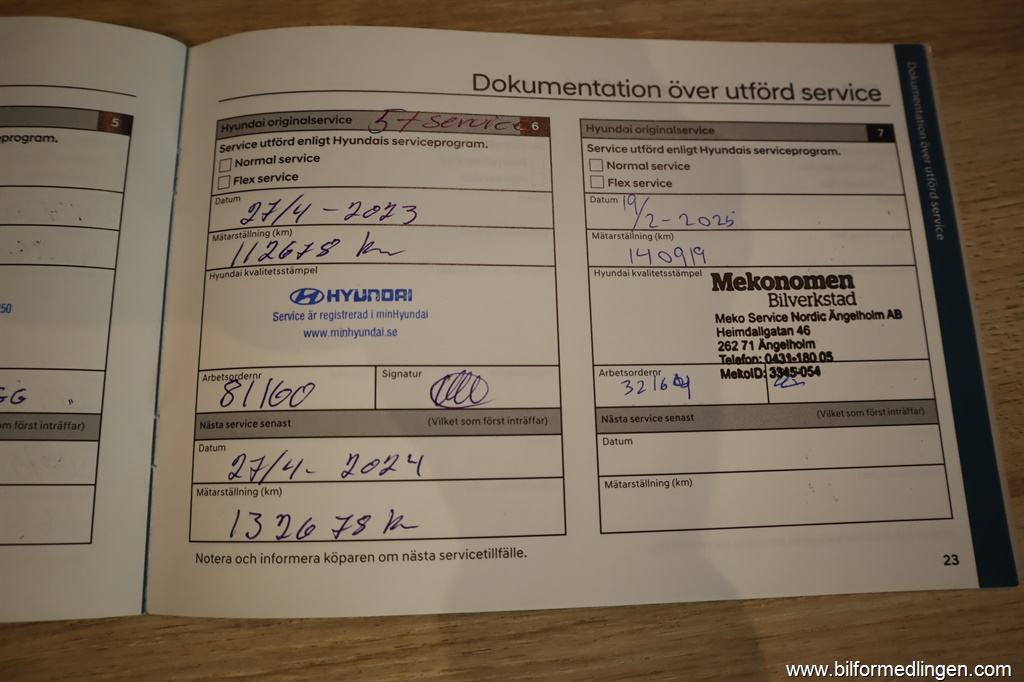 Dokumentation över utförd service
5
program.
50
GG "
m först inträffar)
Hyundai originalservice 57 service 6
Service utförd enligt Hyundais serviceprogram.
Normal service
Flex service
Datum
27/4 - 2023
Mätarställning (km)
112678 km
Hyundai kvalitetsstämpel
HYUNDAI
Service är registrerad i minHyundai
www.minhyundai.se
Arbetsordernr
81160
Signatur
Nästa service senast (Vilket som först inträffar)
Datum
27/4 - 2024
Mätarställning (km)
132678 km
Notera och informera köparen om nästa servicetillfälle.
Hyundai originalservice 7
Service utförd enligt Hyundais serviceprogram.
Normal service
Flex service
Datum
19/2 - 2025
Mätarställning (km)
140919
Hyundai kvalitetsstämpel
Mekonomen
Bilverkstad
Meko Service Nordic Ängelholm AB
Heimdallgatan 46
262 71 Ängelholm
Telefon: 0431-180 05
MekoID: 3345-054
Arbetsordernr
Nästa service senast (Vilket som först inträffar)
Datum
Mätarställning (km)
23
Dokumentation över utförd service
www.bilformedlingen.com